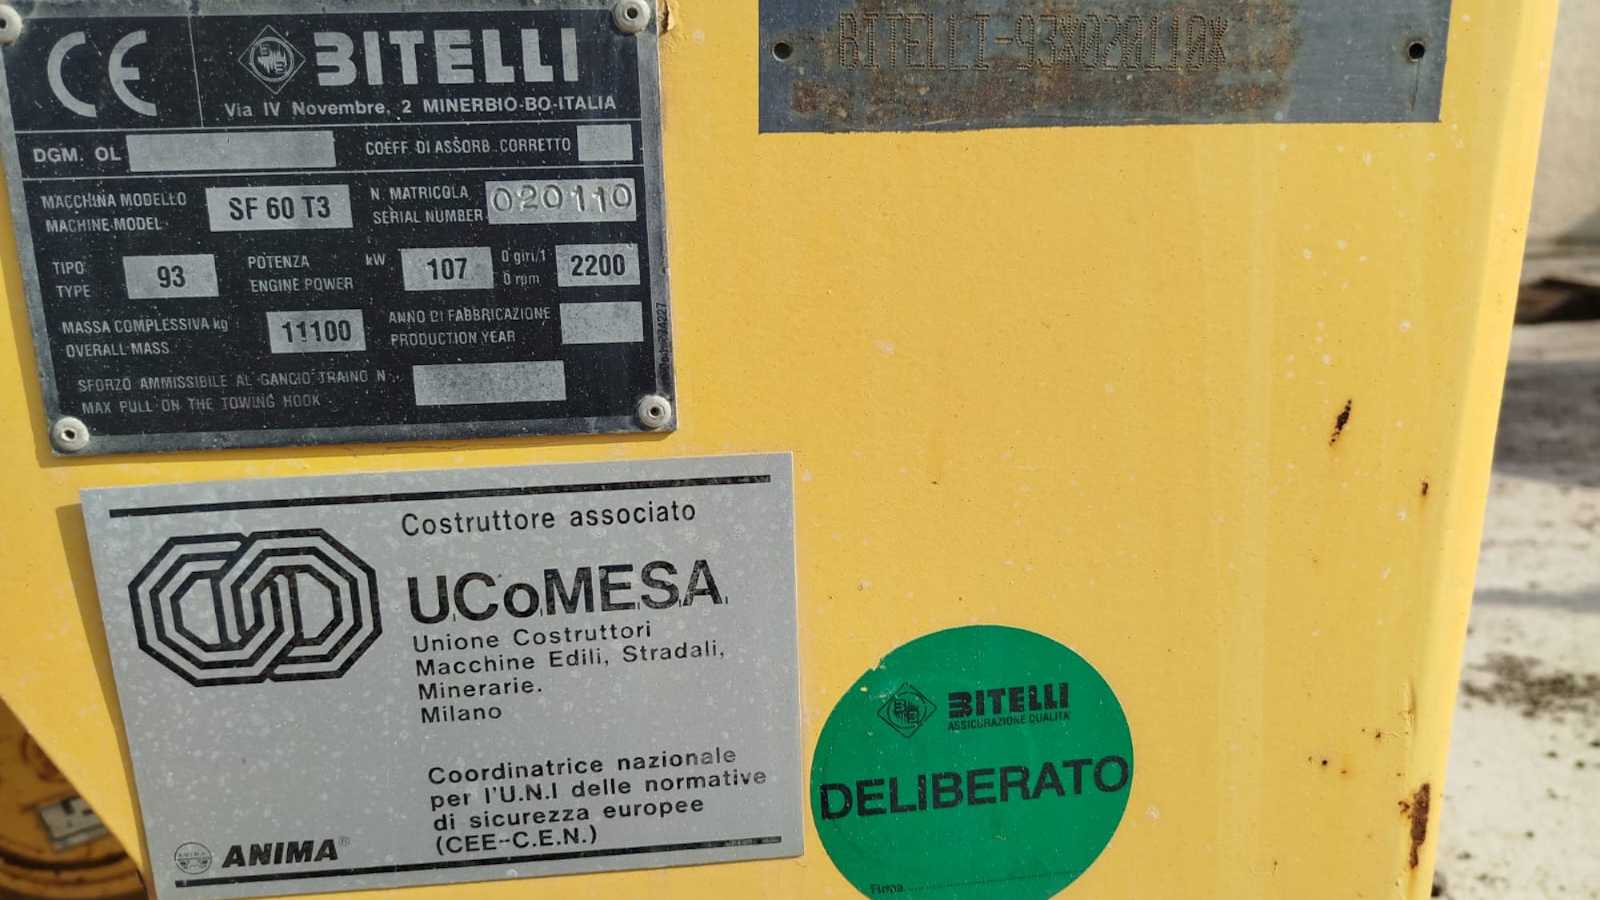 CE
BITELLI
Via IV Novembre, 2 MINERBIO-BO-ITALIA
DGM. OL
COEFF. DI ASSORB. CORRETTO
MACCHINA MODELLO
MACHINE MODEL
SF 60 T3
N. MATRICOLA
SERIAL NUMBER
020110
TIPO
TYPE
93
POTENZA
ENGINE POWER
kW
107
0 giri/1
0 rpm
2200
MASSA COMPLESSIVA kg
OVERALL MASS
11100
ANNO DI FABBRICAZIONE
PRODUCTION YEAR
SFORZO AMMISSIBILE AL GANCIO TRAINO N
MAX PULL ON THE TOWING HOOK
BITELLI-93*020110*
Costruttore associato
U.C.o.M.E.S.A.
Unione Costruttori
Macchine Edili, Stradali,
Minerarie.
Milano
Coordinatrice nazionale
per l'U.N.I delle normative
di sicurezza europee
(CEE-C.E.N.)
ANIMA®
BITELLI
ASSICURAZIONE QUALITA'
DELIBERATO
Firma